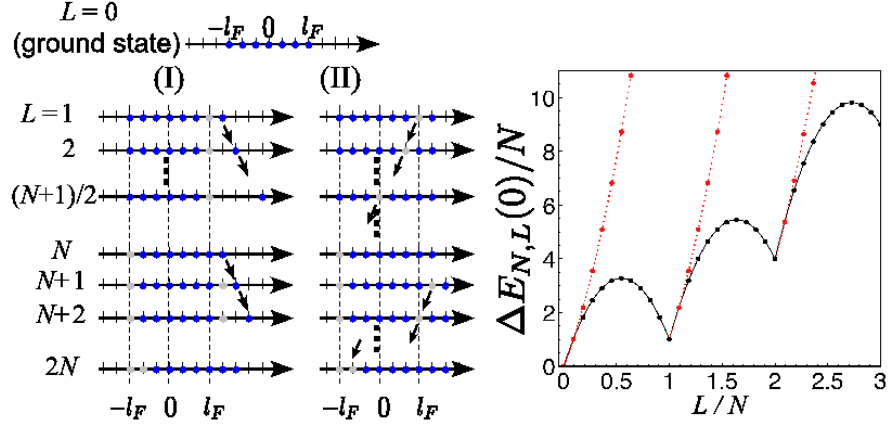 L = 0
(ground state)
−l_F 0 l_F
(I) (II)
L=1
2
(N+1)/2
N
N+1
N+2
2N
−l_F 0 l_F −l_F 0 l_F
ΔE_{N,L}(0)/N
10
8
6
4
2
0
0 0.5 1 1.5 2 2.5 3
L/N